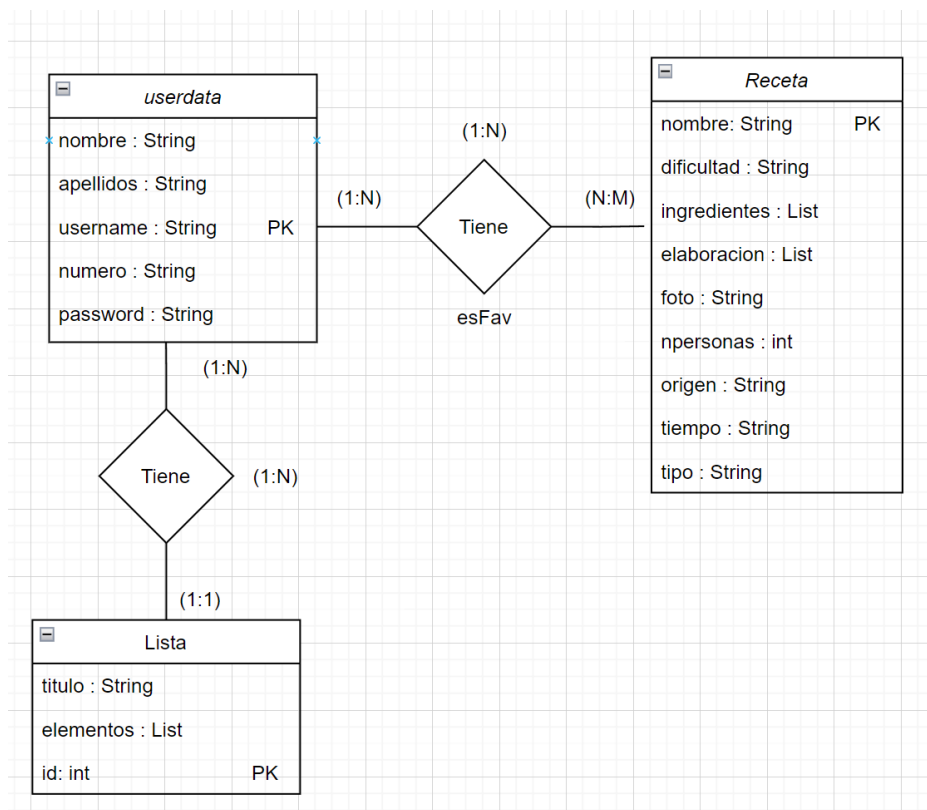 userdata
nombre : String
apellidos : String
username : String PK
numero : String
password : String
(1:N)
(1:N)
Tiene
(N:M)
esFav
Receta
nombre: String PK
dificultad : String
ingredientes : List
elaboracion : List
foto : String
npersonas : int
origen : String
tiempo : String
tipo : String
(1:N)
Tiene
(1:N)
(1:1)
Lista
titulo : String
elementos : List
id: int PK